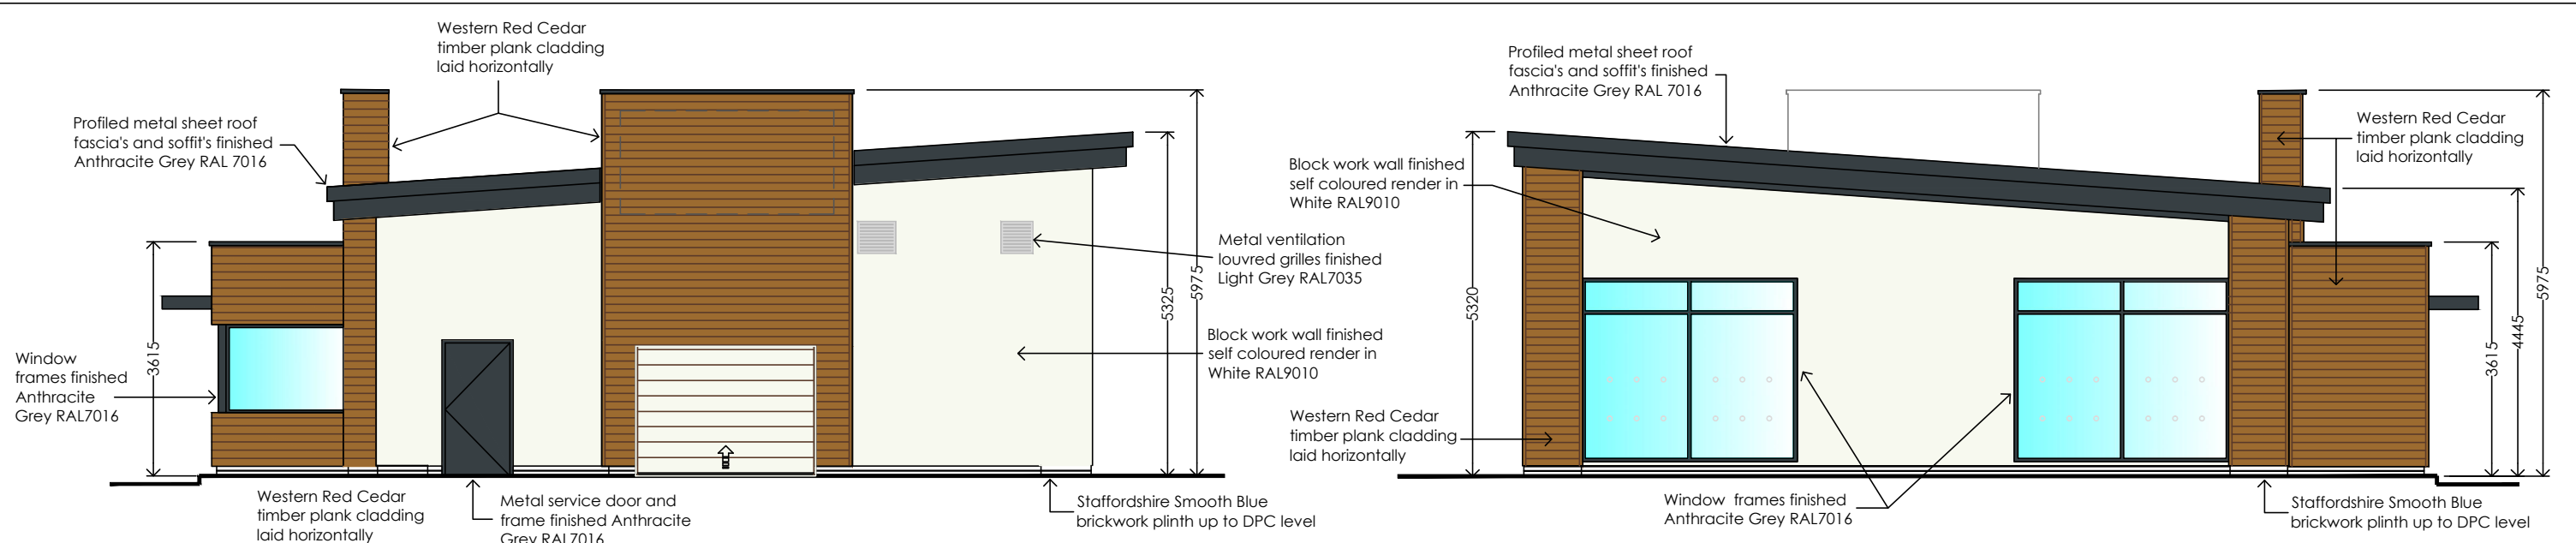 Western Red Cedar
timber plank cladding
laid horizontally
Profiled metal sheet roof
fascia's and soffit's finished
Anthracite Grey RAL 7016
Window
frames finished
Anthracite
Grey RAL7016
3615
Western Red Cedar
timber plank cladding
laid horizontally
Metal service door and
frame finished Anthracite
Grey RAL7016
5325
5975
Metal ventilation
louvred grilles finished
Light Grey RAL7035
Block work wall finished
self coloured render in
White RAL9010
Staffordshire Smooth Blue
brickwork plinth up to DPC level
Profiled metal sheet roof
fascia's and soffit's finished
Anthracite Grey RAL 7016
Block work wall finished
self coloured render in
White RAL9010
5320
Western Red Cedar
timber plank cladding
laid horizontally
Window frames finished
Anthracite Grey RAL7016
Western Red Cedar
timber plank cladding
laid horizontally
3615
4445
5975
Staffordshire Smooth Blue
brickwork plinth up to DPC level